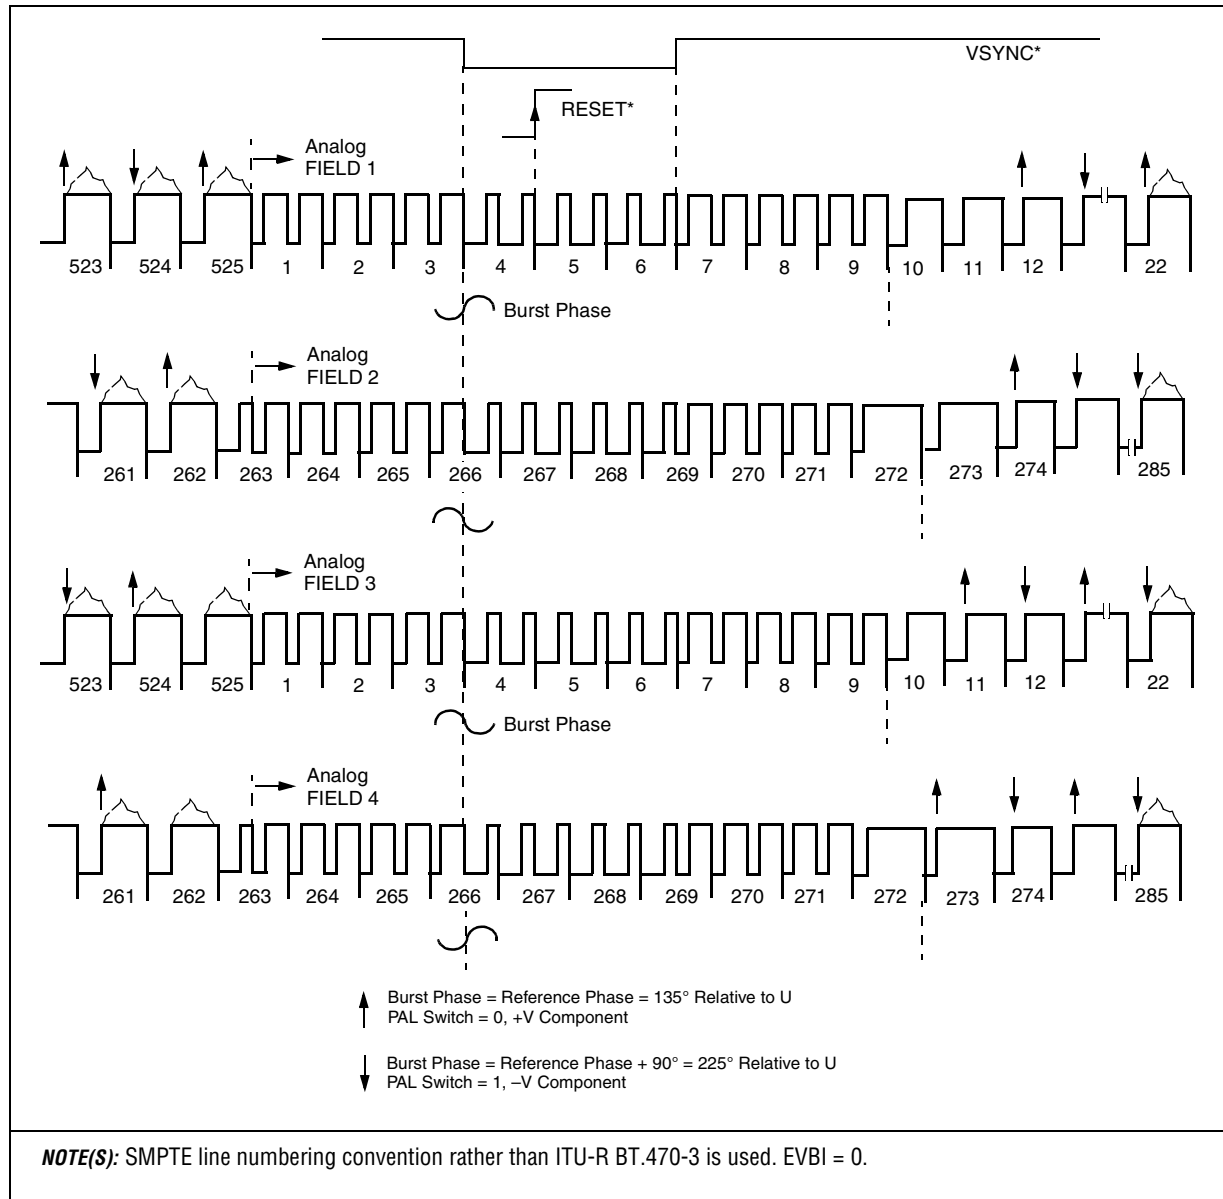 VSYNC*
RESET*
Analog
FIELD 1
523 524 525 1 2 3 4 5 6 7 8 9 10 11 12 22
Burst Phase
Analog
FIELD 2
261 262 263 264 265 266 267 268 269 270 271 272 273 274 285
Analog
FIELD 3
523 524 525 1 2 3 4 5 6 7 8 9 10 11 12 22
Burst Phase
Analog
FIELD 4
261 262 263 264 265 266 267 268 269 270 271 272 273 274 285
Burst Phase = Reference Phase = 135° Relative to U
PAL Switch = 0, +V Component
Burst Phase = Reference Phase + 90° = 225° Relative to U
PAL Switch = 1, –V Component
NOTE(S): SMPTE line numbering convention rather than ITU-R BT.470-3 is used. EVBI = 0.